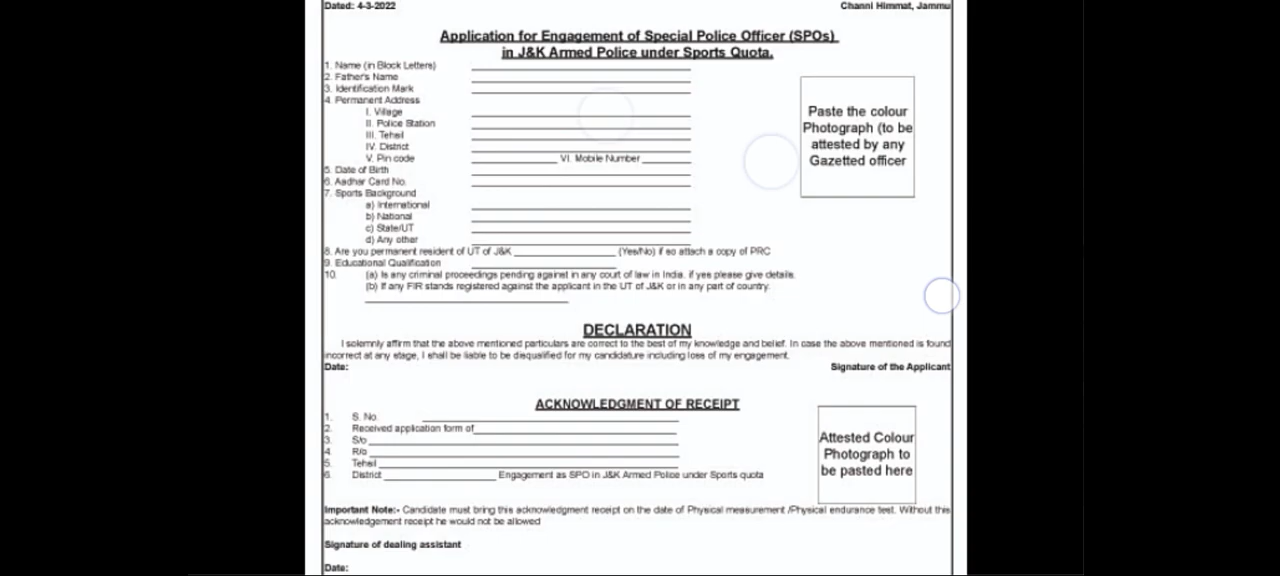 Dated: 4-3-2022 Channi Himmat, Jammu
Application for Engagement of Special Police Officer (SPOs)
in J&K Armed Police under Sports Quota.
1. Name (in Block Letters)
2. Father's Name
3. Identification Mark
4. Permanent Address
I. Village
II. Police Station
III. Tehsil
IV. District
V. Pin code VI. Mobile Number
5. Date of Birth
6. Aadhar Card No.
7. Sports Background
a) International
b) National
c) State/UT
d) Any other
Paste the colour
Photograph (to be
attested by any
Gazetted officer
8. Are you permanent resident of UT of J&K (Yes/No) if so attach a copy of PRC
9. Educational Qualification
10. (a) Is any criminal proceedings pending against in any court of law in India. if yes please give details.
(b) If any FIR stands registered against the applicant in the UT of J&K or in any part of country.
DECLARATION
I solemnly affirm that the above mentioned particulars are correct to the best of my knowledge and belief. In case the above mentioned is found
incorrect at any stage, I shall be liable to be disqualified for my candidature including loss of my engagement.
Date: Signature of the Applicant
ACKNOWLEDGMENT OF RECEIPT
1. S. No.
2. Received application form of
3. S/o
4. R/o
5. Tehsil
6. District Engagement as SPO in J&K Armed Police under Sports quota
Attested Colour
Photograph to
be pasted here
Important Note:- Candidate must bring this acknowledgment receipt on the date of Physical measurement /Physical endurance test. Without this
acknowledgement receipt he would not be allowed
Signature of dealing assistant
Date: